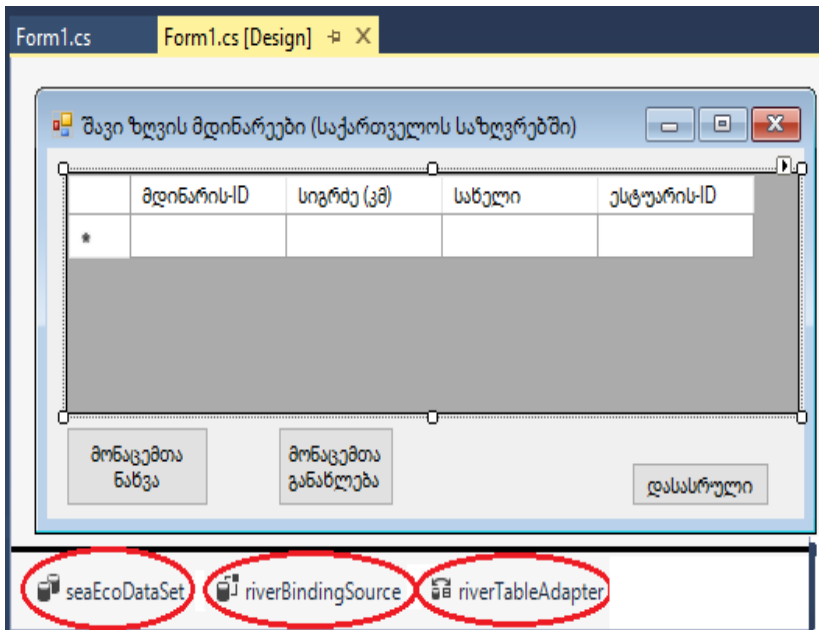 Form1.cs Form1.cs [Design]
შავი ზღვის მდინარეები (საქართველოს საზღვრებში)
მდინარის-ID სიგრძე (კმ) სახელი ესტუარის-ID
*
მონაცემთა
ნახვა
მონაცემთა
განახლება
დასასრული
seaEcoDataSet riverBindingSource riverTableAdapter